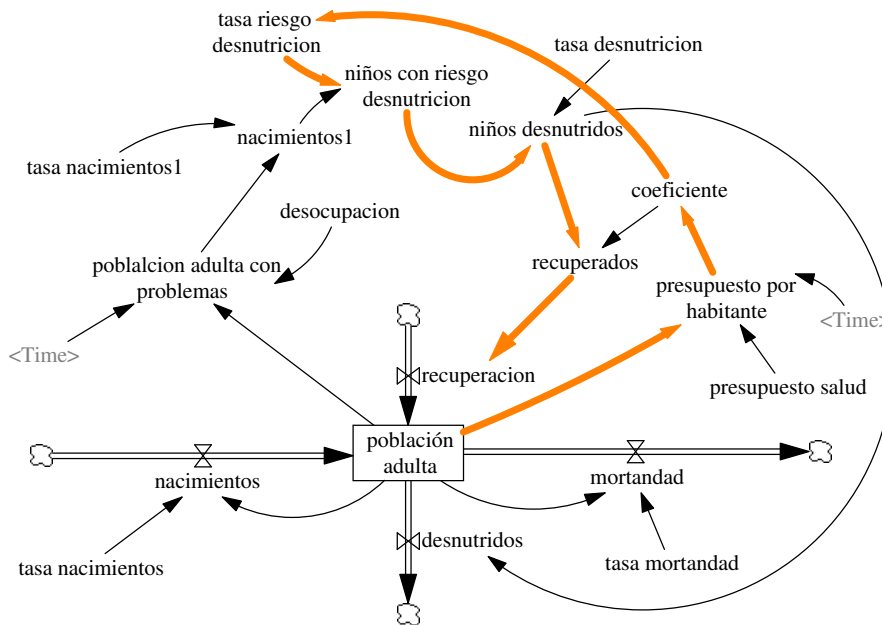 tasa riesgo
desnutricion
tasa desnutricion
niños con riesgo
desnutricion
nacimientos1
niños desnutridos
tasa nacimientos1
coeficiente
desocupacion
poblalcion adulta con
problemas
recuperados
presupuesto por
habitante
<Time>
<Time>
recuperacion
presupuesto salud
población
adulta
nacimientos
mortandad
desnutridos
tasa nacimientos
tasa mortandad